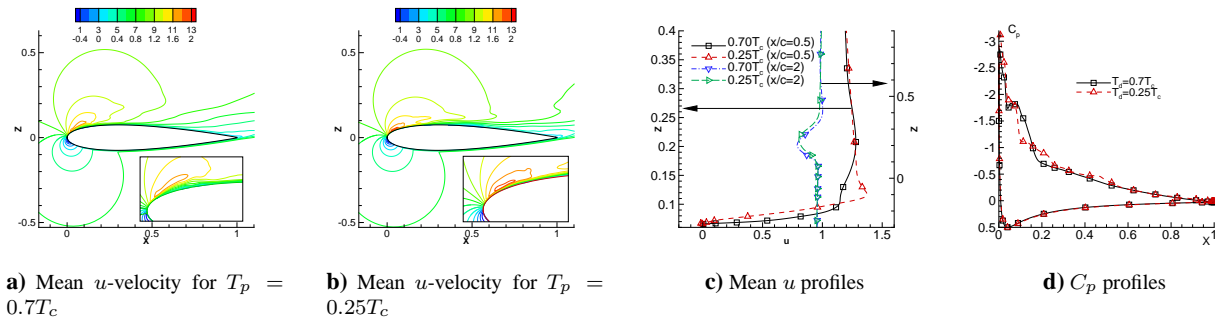 1 3 5 7 9 11 13
-0.4 0 4 8 1.2 1.6 2
0.5
z
0
-0.5
0 0.5 1
x
a) Mean u-velocity for T_p = 0.7T_c
1 3 5 7 9 11 13
-0.4 0 4 8 1.2 1.6 2
0.5
z
0
-0.5
0 0.5 1
x
b) Mean u-velocity for T_p = 0.25T_c
0.70T_c (x/c=0.5)
0.25T_c (x/c=0.5)
0.70T_c (x/c=2)
0.25T_c (x/c=2)
0.4
0.35
0.3
0.25
0.2
0.15
0.1
z
0.5
0
z
0 0.5 1 1.5
u
c) Mean u profiles
C_p
-3
-2.5
-2
-1.5
-1
-0.5
0
0.5
T_d=0.7T_c
T_d=0.25T_c
0 0.2 0.4 0.6 0.8 1
X
d) C_p profiles